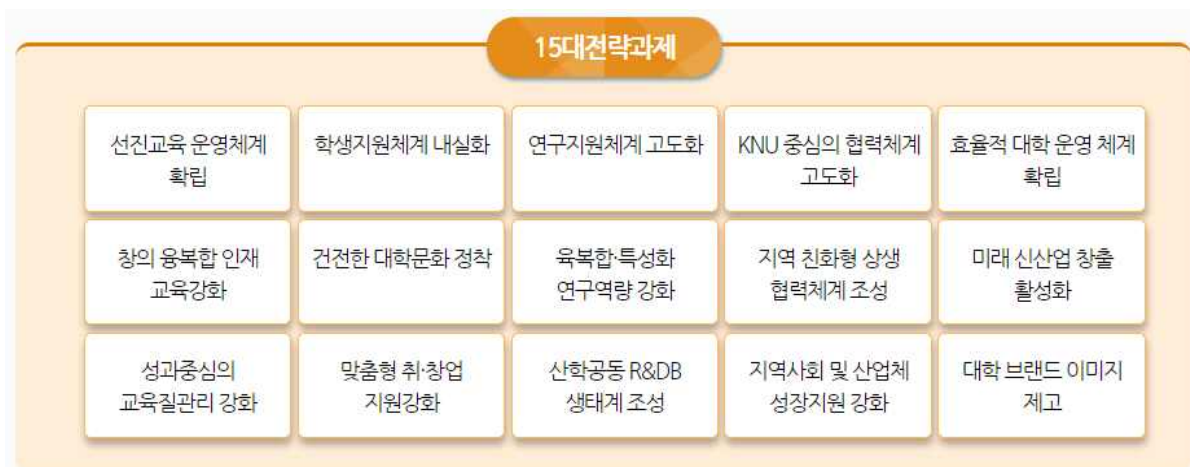 15대전략과제
선진교육 운영체계
확립
학생지원체계 내실화
연구지원체계 고도화
KNU 중심의 협력체계
고도화
효율적 대학 운영 체계
확립
창의 융복합 인재
교육강화
건전한 대학문화 정착
육복합·특성화
연구역량 강화
지역 친화형 상생
협력체계 조성
미래 신산업 창출
활성화
성과중심의
교육질관리 강화
맞춤형 취·창업
지원강화
산학공동 R&DB
생태계 조성
지역사회 및 산업체
성장지원 강화
대학 브랜드 이미지
제고